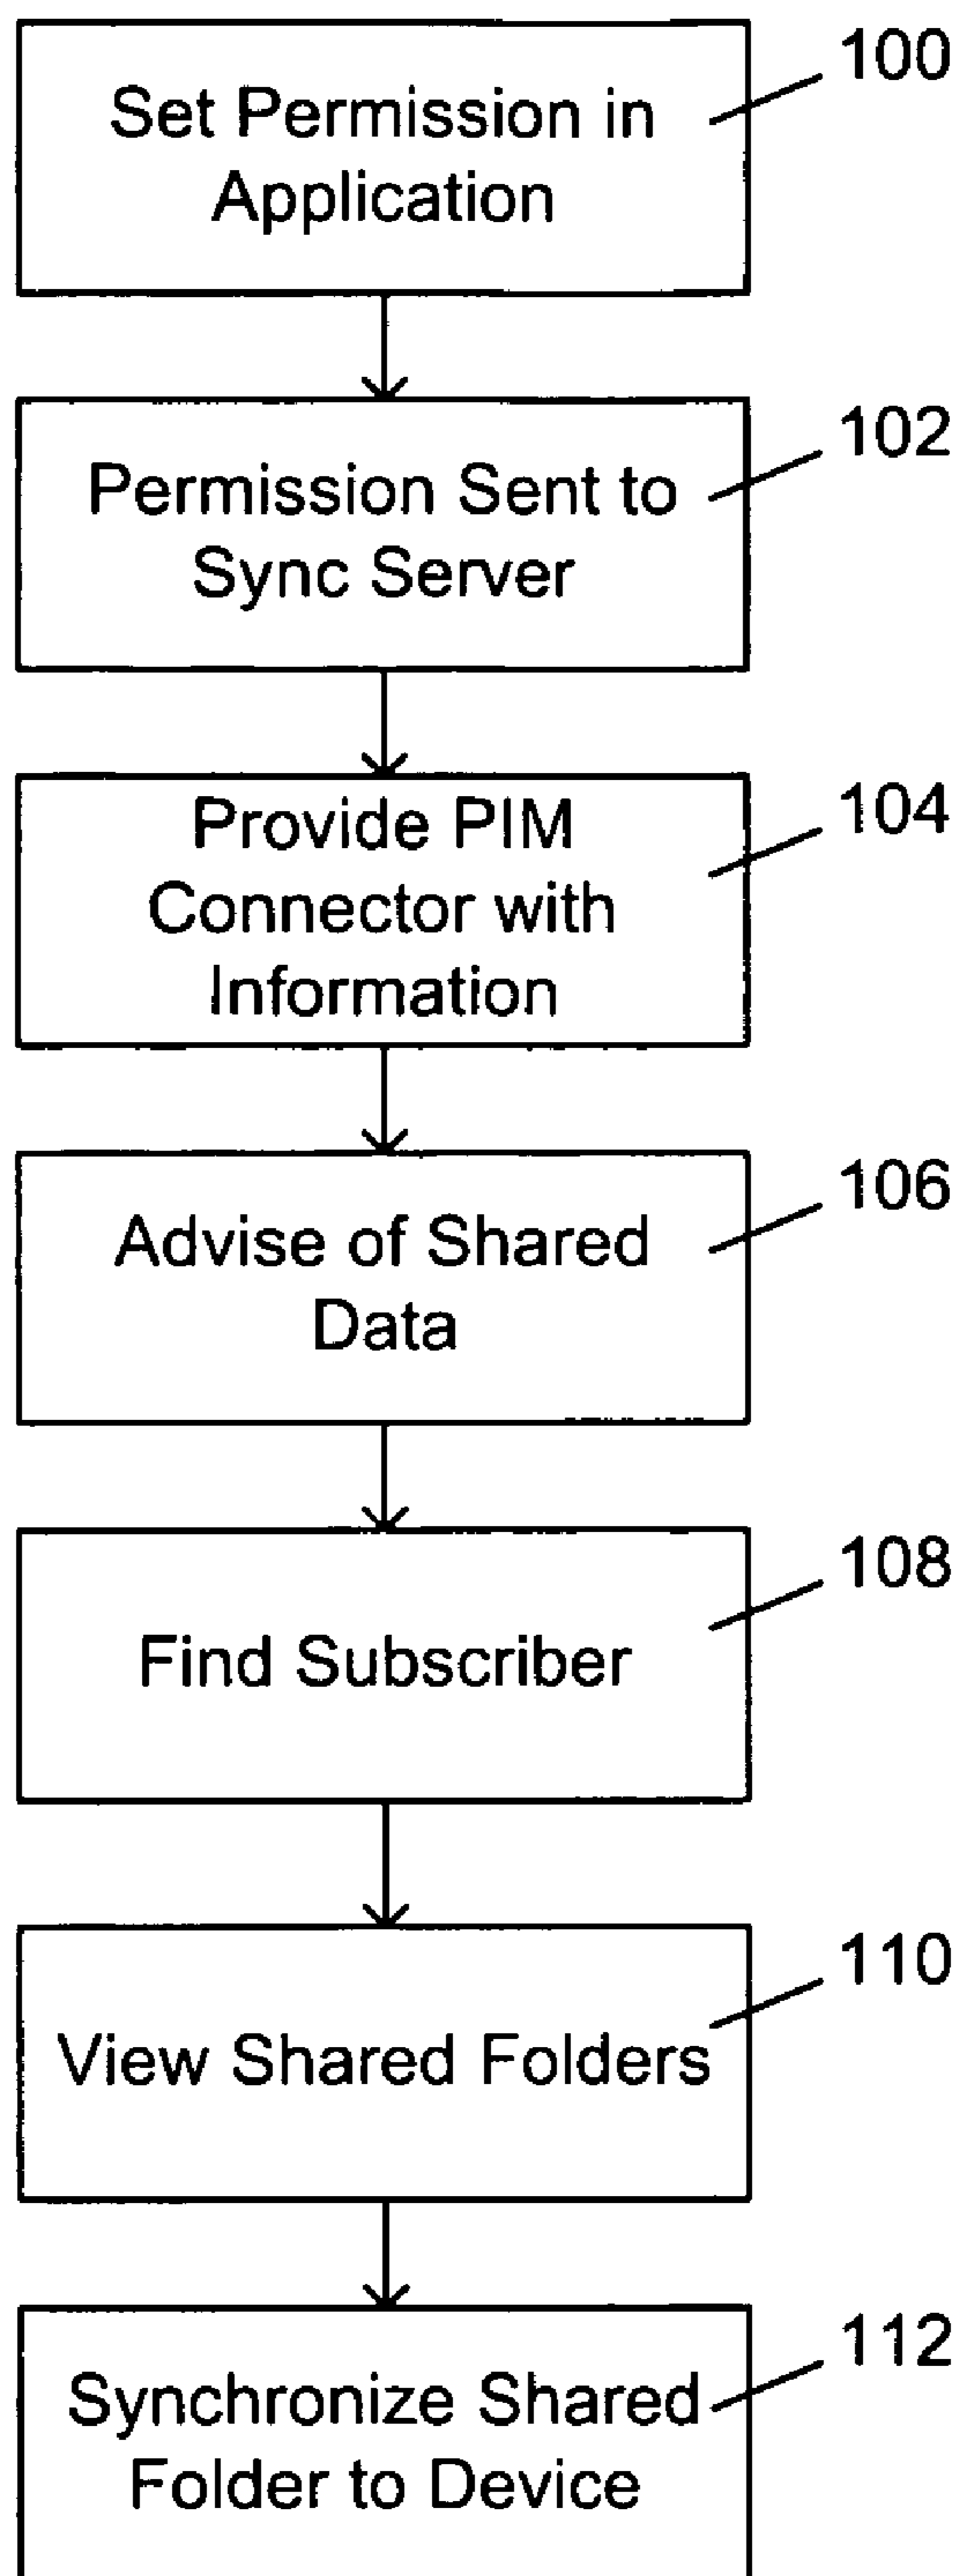 100
Set Permission in
Application
102
Permission Sent to
Sync Server
104
Provide PIM
Connector with
Information
106
Advise of Shared
Data
108
Find Subscriber
110
View Shared Folders
112
Synchronize Shared
Folder to Device